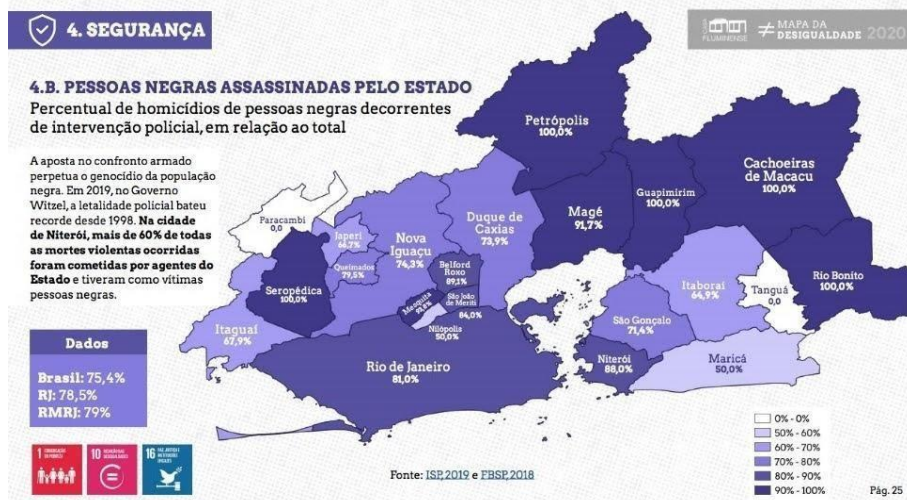 4. SEGURANÇA
FLUMINENSE
≠ MAPA DA
DESIGUALDADE 2020
4.B. PESSOAS NEGRAS ASSASSINADAS PELO ESTADO
Percentual de homicídios de pessoas negras decorrentes
de intervenção policial, em relação ao total
A aposta no confronto armado
perpetua o genocídio da população
negra. Em 2019, no Governo
Witzel, a letalidade policial bateu
recorde desde 1998. Na cidade
de Niterói, mais de 60% de todas
as mortes violentas ocorridas
foram cometidas por agentes do
Estado e tiveram como vítimas
pessoas negras.
Dados
Brasil: 75,4%
RJ: 78,5%
RMRJ: 79%
Petrópolis
100,0%
Cachoeiras
de Macacu
100,0%
Guapimirim
100,0%
Magé
91,7%
Duque de
Caxias
73,9%
Paracambi
0,0
Japeri
66,7%
Nova
Iguaçu
74,3%
Queimados
79,5%
Belford
Roxo
89,1%
Seropédica
100,0%
Mesquita
São João
de Meriti
84,0%
Nilópolis
50,0%
Itaguaí
67,9%
Rio de Janeiro
81,0%
São Gonçalo
71,4%
Niterói
88,0%
Itaboraí
64,9%
Tanguá
0,0
Rio Bonito
100,0%
Maricá
50,0%
0% - 0%
50% - 60%
60% - 70%
70% - 80%
80% - 90%
90% - 100%
1
10
16
Fonte: ISP, 2019 e FBSP, 2018
Pág. 25